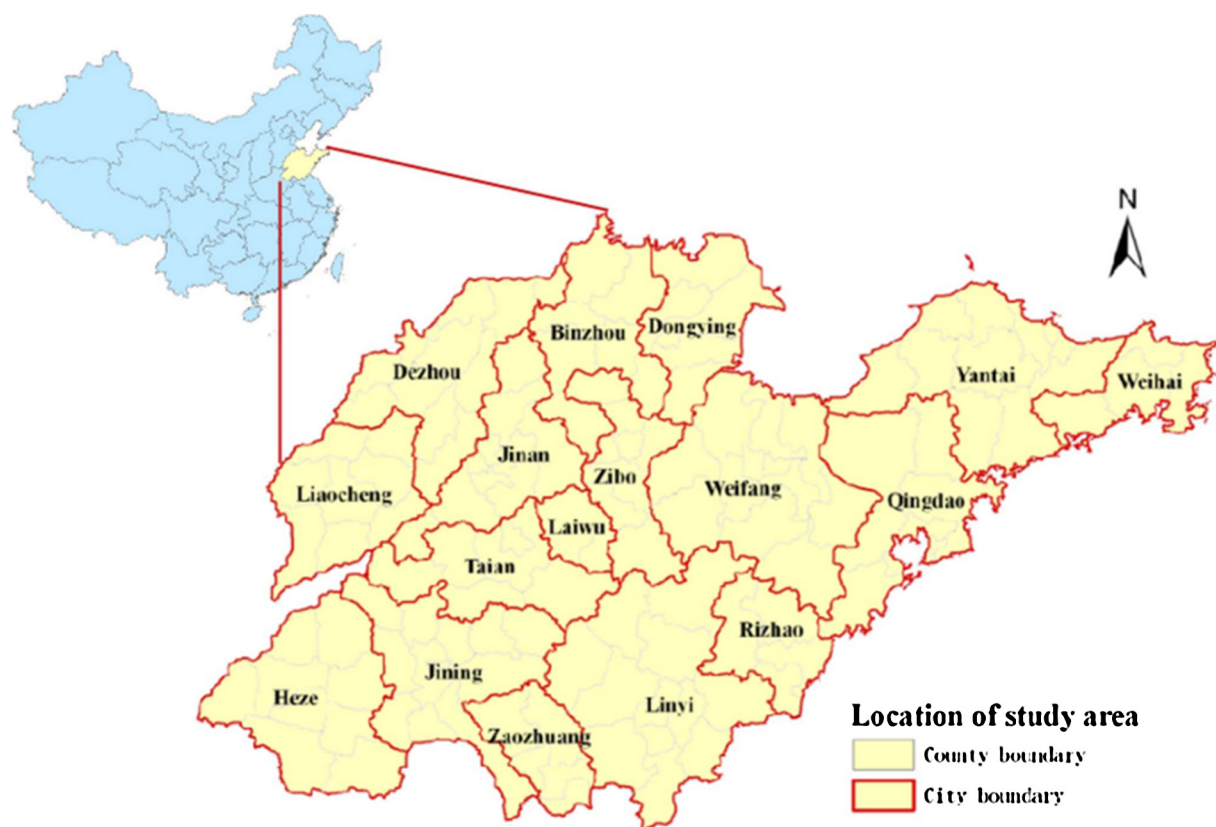 N
Binzhou
Dongying
Dezhou
Yantai
Weihai
Jinan
Zibo
Weifang
Liaocheng
Qingdao
Laiwu
Taian
Rizhao
Jining
Heze
Linyi
Zaozhuang
Location of study area
County boundary
City boundary